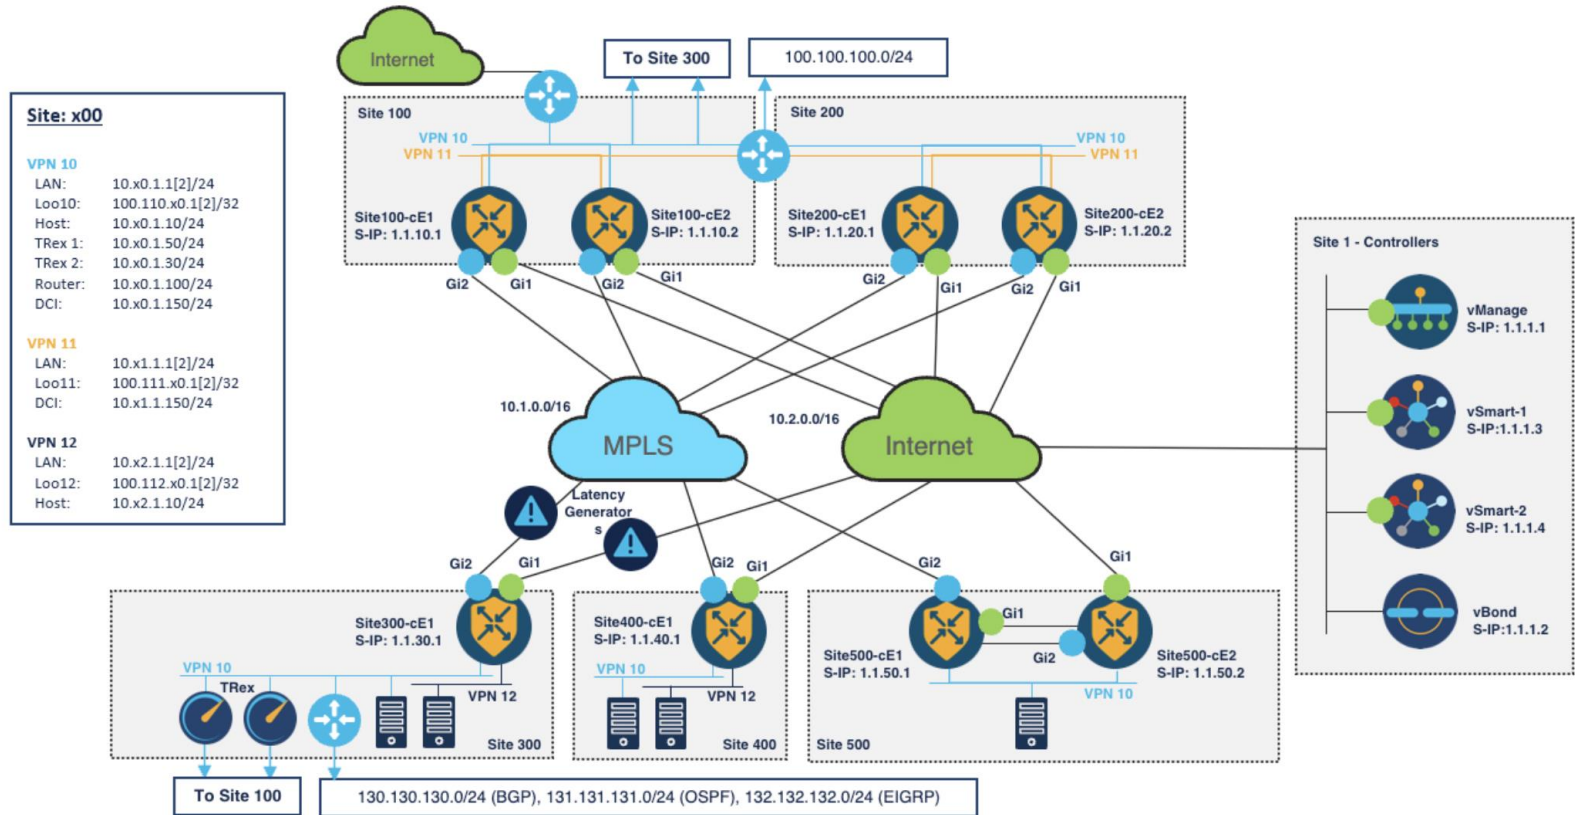 Internet
To Site 300
100.100.100.0/24
Site: x00
VPN 10
LAN: 10.x0.1.1[2]/24
Loo10: 100.110.x0.1[2]/32
Host: 10.x0.1.10/24
TRex 1: 10.x0.1.50/24
TRex 2: 10.x0.1.30/24
Router: 10.x0.1.100/24
DCI: 10.x0.1.150/24
VPN 11
LAN: 10.x1.1.1[2]/24
Loo11: 100.111.x0.1[2]/32
DCI: 10.x1.1.150/24
VPN 12
LAN: 10.x2.1.1[2]/24
Loo12: 100.112.x0.1[2]/32
Host: 10.x2.1.10/24
Site 100
VPN 10
VPN 11
Site100-cE1
S-IP: 1.1.10.1
Site100-cE2
S-IP: 1.1.10.2
Gi2
Gi1
Gi2
Gi1
Site 200
VPN 10
VPN 11
Site200-cE1
S-IP: 1.1.20.1
Site200-cE2
S-IP: 1.1.20.2
Gi2
Gi1
Gi2
Gi1
Site 1 - Controllers
vManage
S-IP: 1.1.1.1
vSmart-1
S-IP:1.1.1.3
vSmart-2
S-IP: 1.1.1.4
vBond
S-IP:1.1.1.2
10.1.0.0/16
MPLS
10.2.0.0/16
Internet
Latency
Generator
s
Gi2
Gi1
Site300-cE1
S-IP: 1.1.30.1
VPN 10
TRex
VPN 12
Site 300
Gi2
Gi1
Site400-cE1
S-IP: 1.1.40.1
VPN 10
VPN 12
Site 400
Gi2
Gi1
Gi1
Gi2
Site500-cE1
S-IP: 1.1.50.1
Site500-cE2
S-IP: 1.1.50.2
VPN 10
Site 500
To Site 100
130.130.130.0/24 (BGP), 131.131.131.0/24 (OSPF), 132.132.132.0/24 (EIGRP)